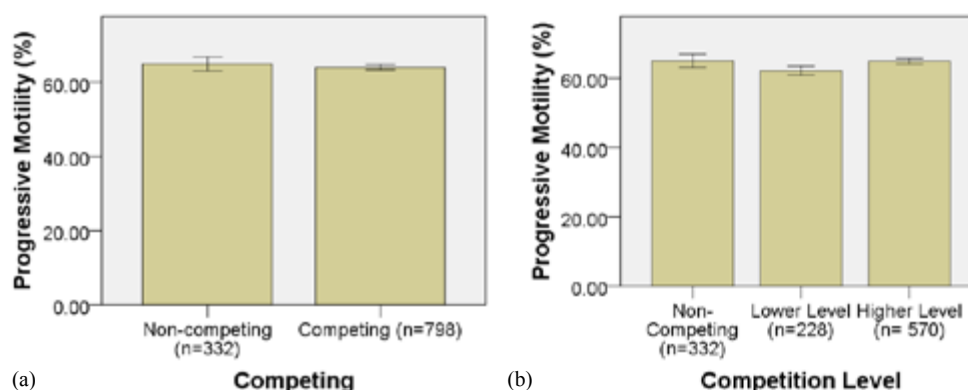 Progressive Motility (%)
60.00
40.00
20.00
0.00
Non-competing
(n=332)
Competing (n=798)
(a)
Competing
Progressive Motility (%)
60.00
40.00
20.00
0.00
Non-
Competing
(n=332)
Lower Level
(n=228)
Higher Level
(n= 570)
(b)
Competition Level